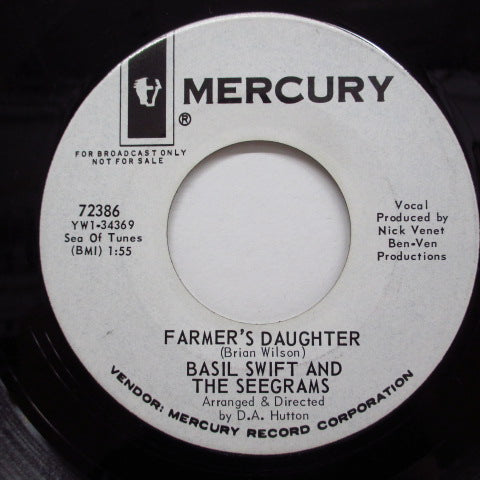 MERCURY
®
FOR BROADCAST ONLY
NOT FOR SALE
72386
YW1-34369
Sea Of Tunes
(BMI) 1:55
Vocal
Produced by
Nick Venet
Ben-Ven
Productions
FARMER'S DAUGHTER
(Brian Wilson)
BASIL SWIFT AND
THE SEEGRAMS
Arranged & Directed
by D.A. Hutton
VENDOR: MERCURY RECORD CORPORATION